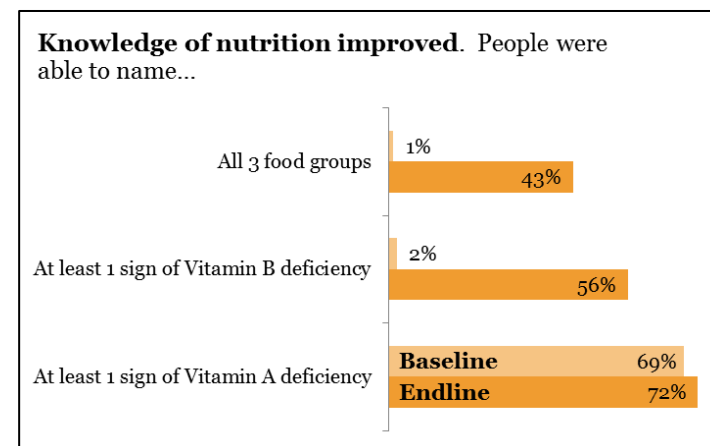 Knowledge of nutrition improved. People were
able to name...
All 3 food groups
1%
43%
At least 1 sign of Vitamin B deficiency
2%
56%
At least 1 sign of Vitamin A deficiency
Baseline 69%
Endline 72%